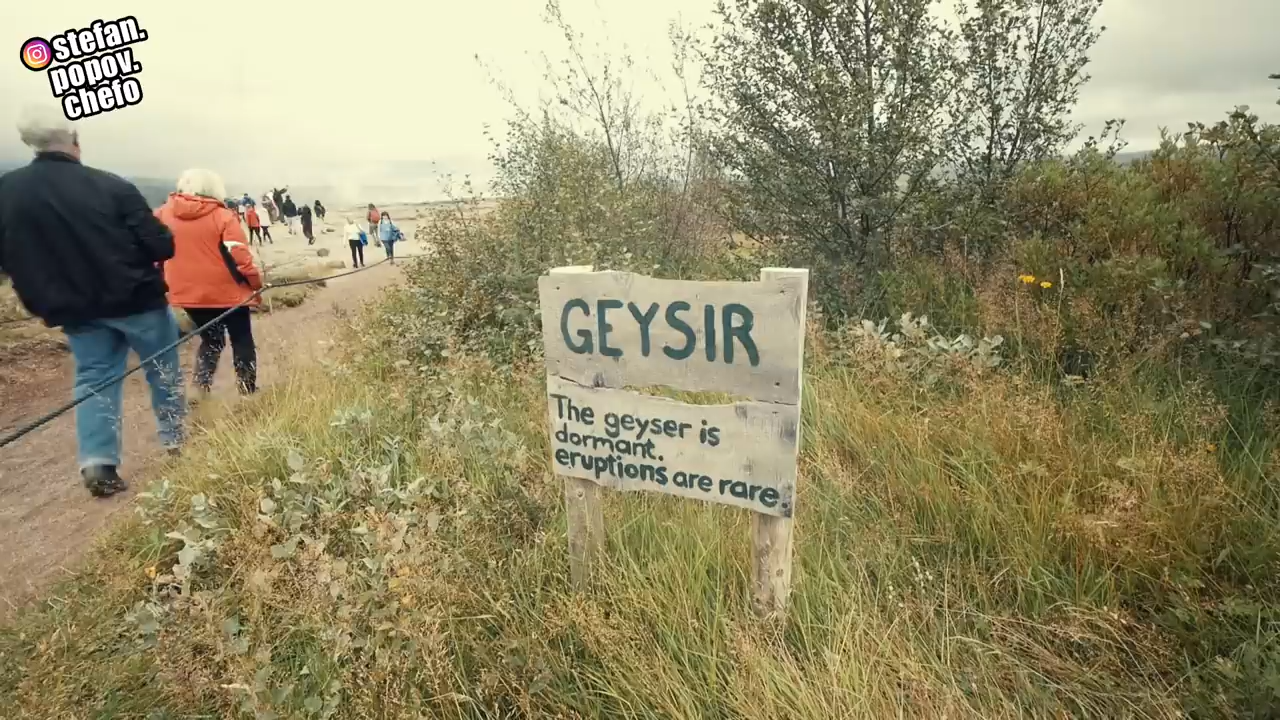 stefan.
popov.
chefo
GEYSIR
The geyser is
dormant.
eruptions are rare.